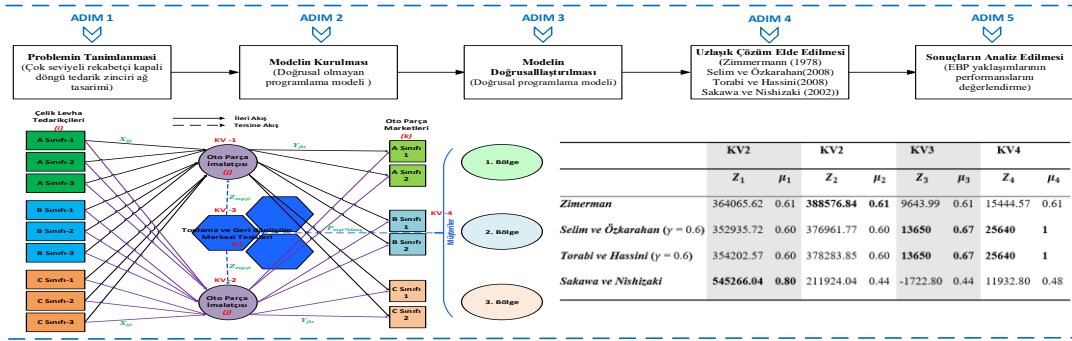 ADIM 1
ADIM 2
ADIM 3
ADIM 4
ADIM 5
Problemin Tanimlanmasi
(Çok seviyeli rekabetçi kapali
döngü tedarik zinciri ağ
tasarimi)
Modelin Kurulması
(Doğrusal olmayan
programlama modeli )
Modelin
Doğrusalllaştırılması
(Doğrusal programlama modeli)
Uzlaşık Çözüm Elde Edilmesi
(Zimmermann (1978)
Selim ve Özkarahan(2008)
Torabi ve Hassini(2008)
Sakawa ve Nishizaki (2002))
Sonuçların Analiz Edilmesi
(EBP yaklaşımlarının
performanslarını
değerlendirme)
Çelik Levha
Tedarikçileri
(i)
A Sınıfı-1
A Sınıfı-2
A Sınıfı-3
B Sınıfı-1
B Sınıfı-2
B Sınıfı-3
C Sınıfı-1
C Sınıfı-2
C Sınıfı-3
İleri Akış
Tersine Akış
KV -1
Oto Parça
İmalatçısı
(j)
KV -3
Toplama ve Geri Dönüşüm
Merkezi Tesisleri
KV -2
Oto Parça
İmalatçısı
(j)
Oto Parça
Marketleri
(k)
A Sınıfı
1
A Sınıfı
2
B Sınıfı
1
B Sınıfı
2
C Sınıfı
1
C Sınıfı
2
KV -4
Müşteriler
1. Bölge
2. Bölge
3. Bölge
KV2 KV2 KV3 KV4
Z1 μ1 Z2 μ2 Z3 μ3 Z4 μ4
Zimerman 364065.62 0.61 388576.84 0.61 9643.99 0.61 15444.57 0.61
Selim ve Özkarahan (γ = 0.6) 352935.72 0.60 376961.77 0.60 13650 0.67 25640 1
Torabi ve Hassini (γ = 0.6) 354202.57 0.60 378283.85 0.60 13650 0.67 25640 1
Sakawa ve Nishizaki 545266.04 0.80 211924.04 0.44 -1722.80 0.44 11932.80 0.48